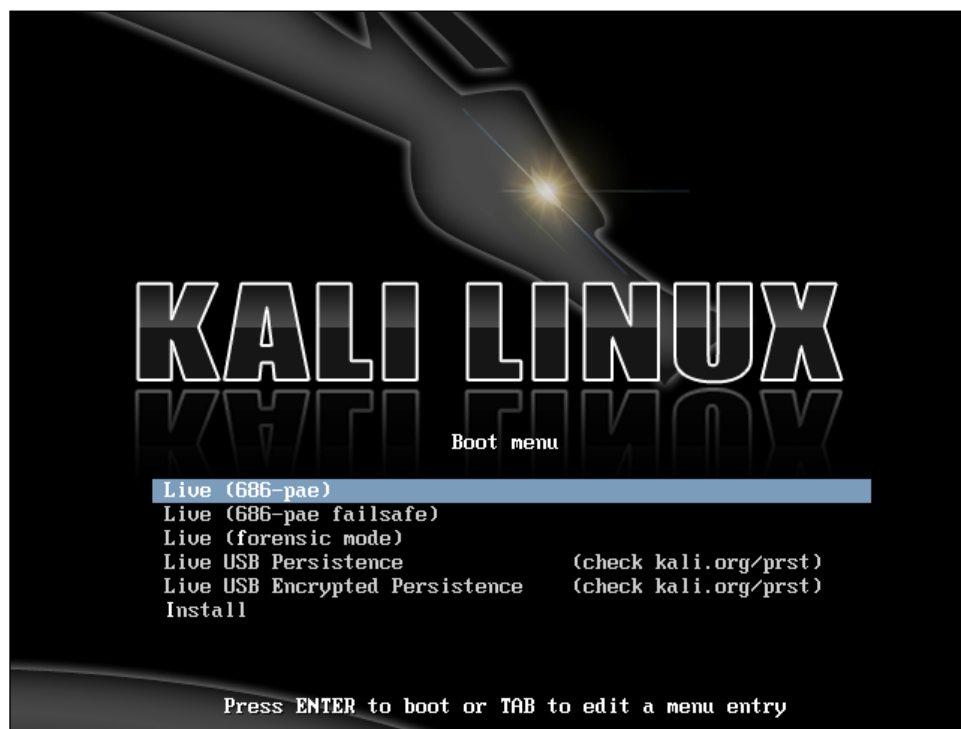 KALI LINUX
Boot menu
Live (686-pae)
Live (686-pae failsafe)
Live (forensic mode)
Live USB Persistence (check kali.org/prst)
Live USB Encrypted Persistence (check kali.org/prst)
Install
Press ENTER to boot or TAB to edit a menu entry